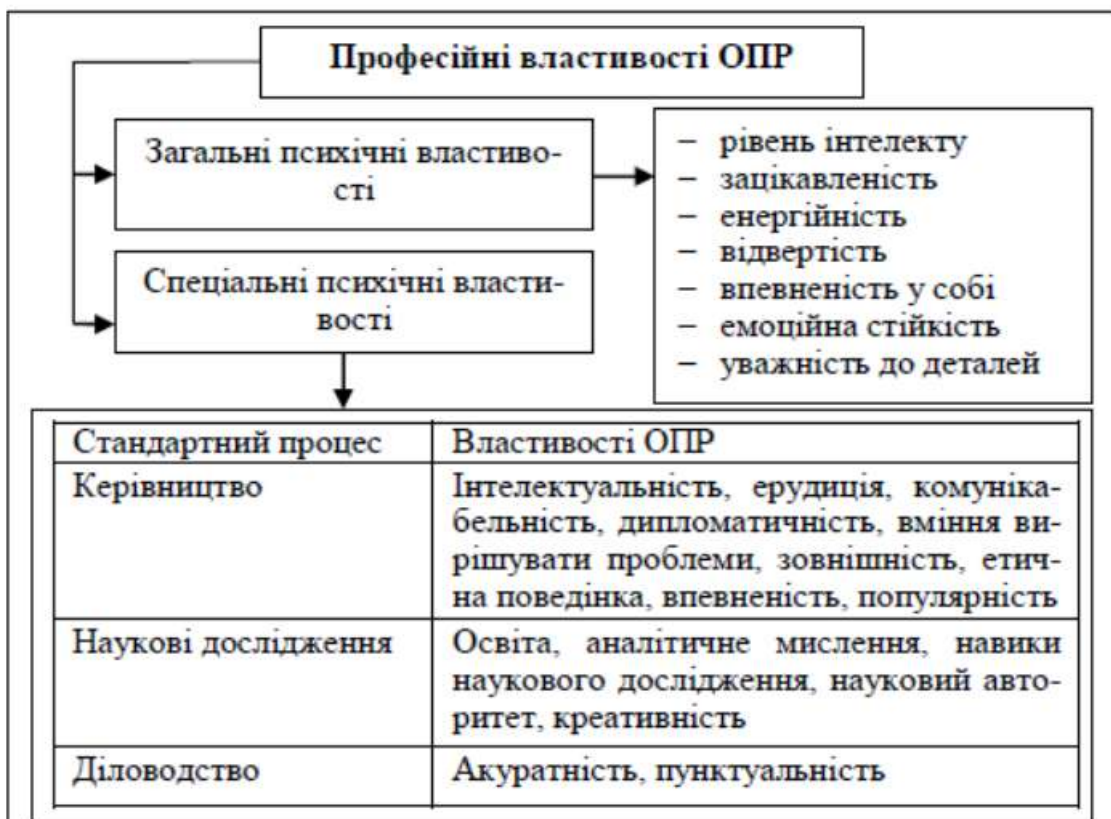 Професійні властивості ОПР
Загальні психічні властиво-
сті
– рівень інтелекту
– зацікавленість
– енергійність
– відвертість
– впевненість у собі
– емоційна стійкість
– уважність до деталей
Спеціальні психічні власти-
вості
Стандартний процес
Властивості ОПР
Керівництво
Інтелектуальність, ерудиція, комуніка-
бельність, дипломатичність, вміння ви-
рішувати проблеми, зовнішність, етич-
на поведінка, впевненість, популярність
Наукові дослідження
Освіта, аналітичне мислення, навики
наукового дослідження, науковий авто-
ритет, креативність
Діловодство
Акуратність, пунктуальність